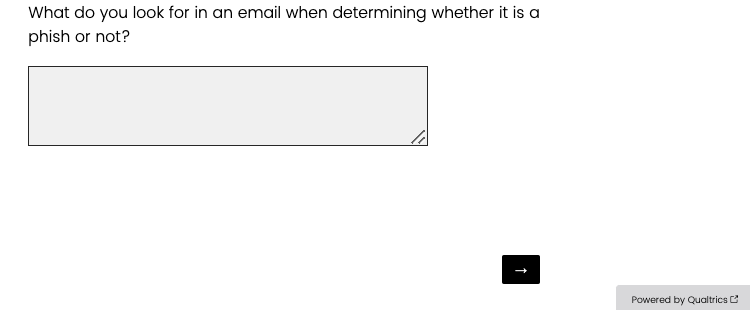 What do you look for in an email when determining whether it is a
phish or not?
→
Powered by Qualtrics